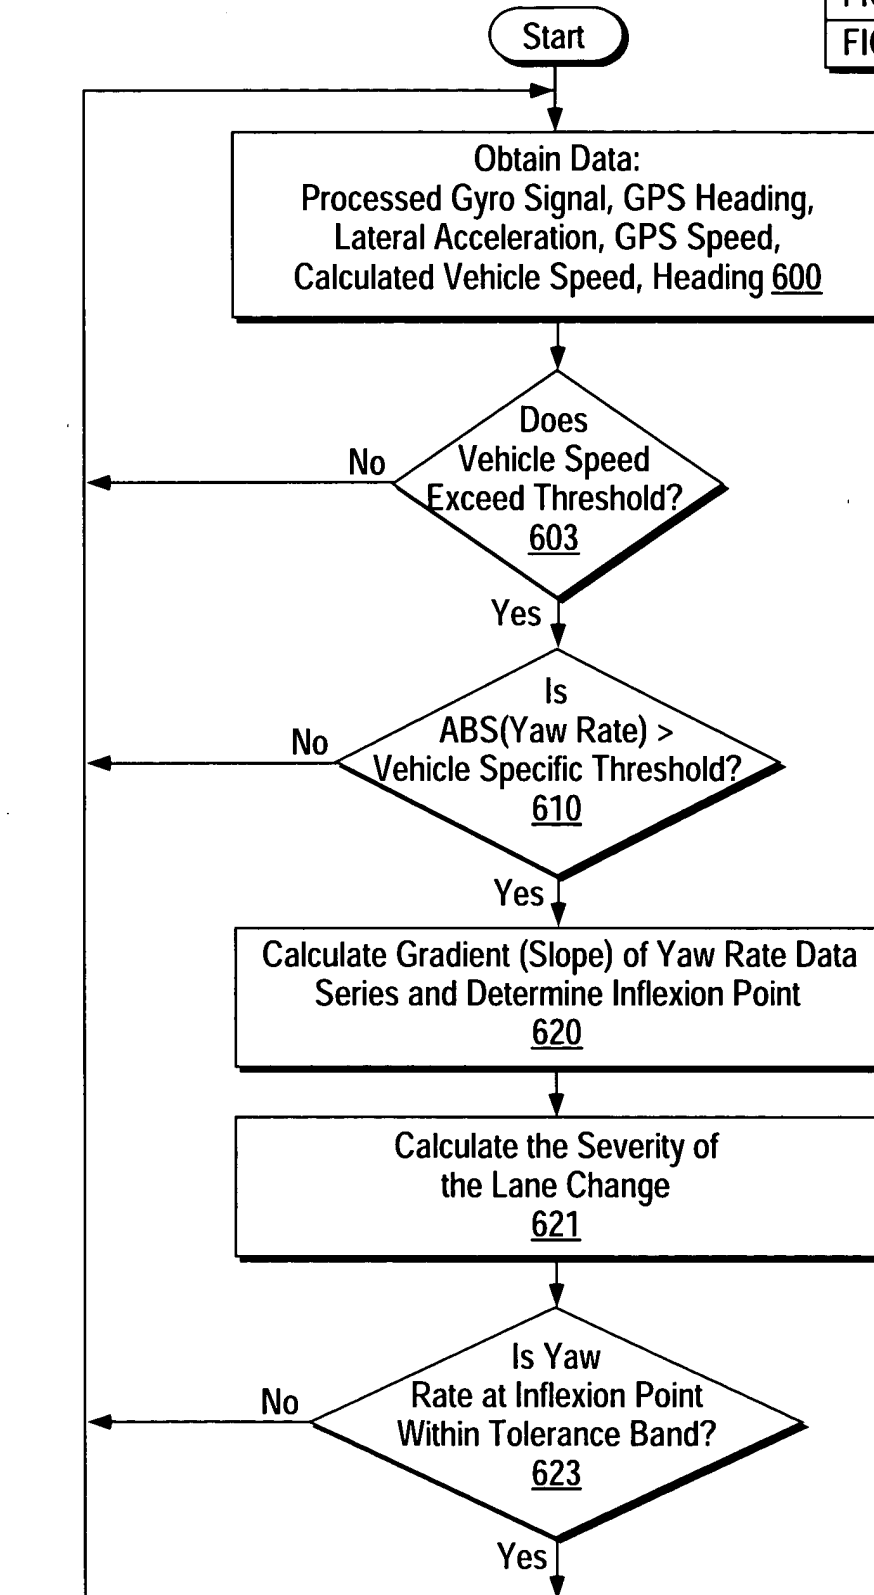 Start
FIG
Obtain Data:
Processed Gyro Signal, GPS Heading,
Lateral Acceleration, GPS Speed,
Calculated Vehicle Speed, Heading 600
Does
Vehicle Speed
Exceed Threshold?
603
No
Yes
Is
ABS(Yaw Rate) >
Vehicle Specific Threshold?
610
No
Yes
Calculate Gradient (Slope) of Yaw Rate Data
Series and Determine Inflexion Point
620
Calculate the Severity of
the Lane Change
621
Is Yaw
Rate at Inflexion Point
Within Tolerance Band?
623
No
Yes